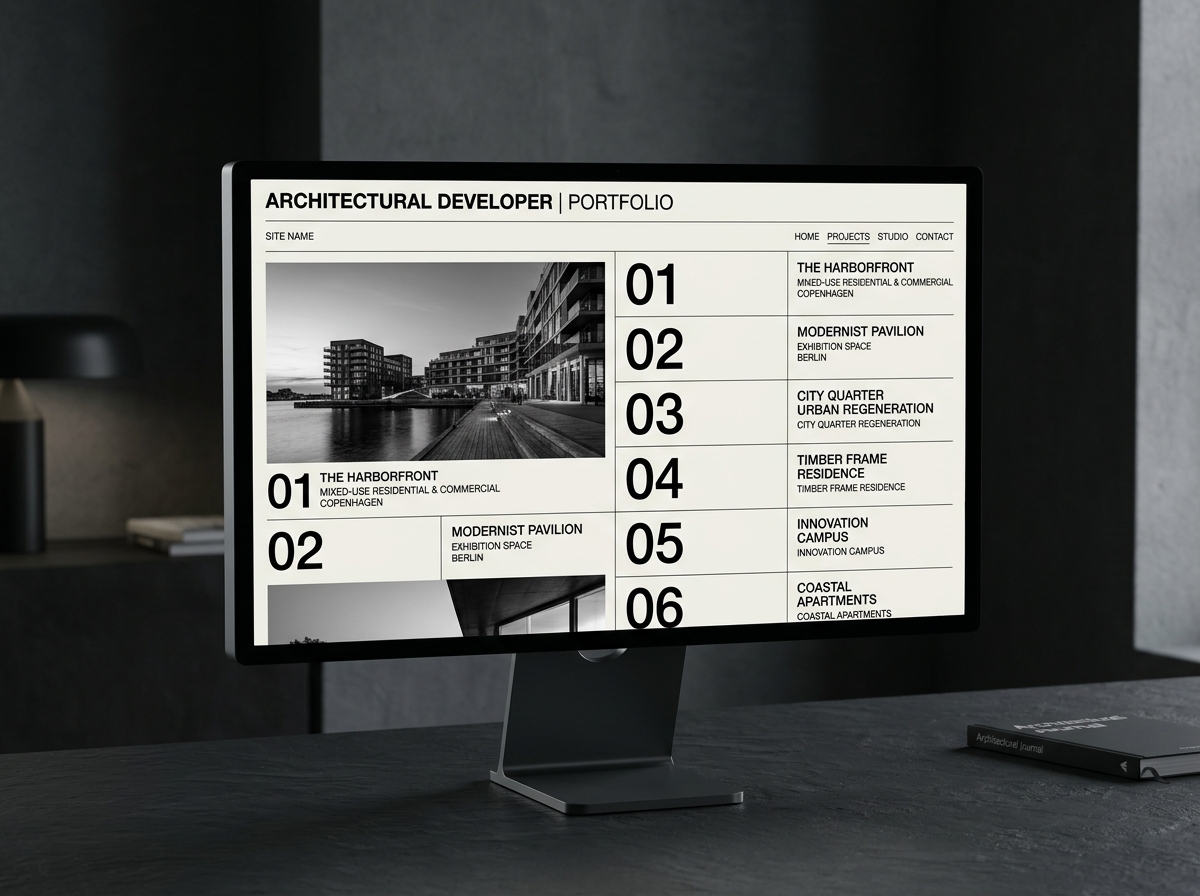 ARCHITECTURAL DEVELOPER | PORTFOLIO
SITE NAME
HOME PROJECTS STUDIO CONTACT
01 THE HARBORFRONT
MIXED-USE RESIDENTIAL & COMMERCIAL
COPENHAGEN
02 MODERNIST PAVILION
EXHIBITION SPACE
BERLIN
01 THE HARBORFRONT
MIXED-USE RESIDENTIAL & COMMERCIAL
COPENHAGEN
02 MODERNIST PAVILION
EXHIBITION SPACE
BERLIN
03 CITY QUARTER
URBAN REGENERATION
CITY QUARTER REGENERATION
04 TIMBER FRAME
RESIDENCE
TIMBER FRAME RESIDENCE
05 INNOVATION
CAMPUS
INNOVATION CAMPUS
06 COASTAL
APARTMENTS
COASTAL APARTMENTS
Architectural Journal